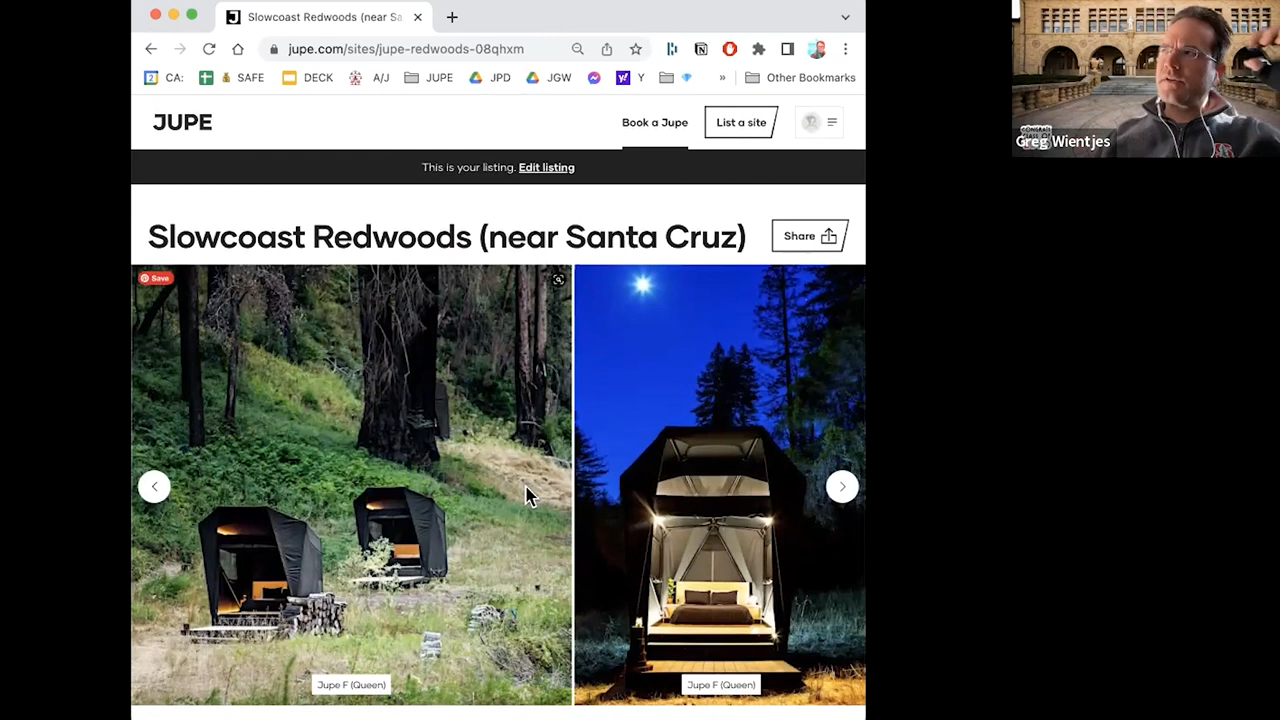 Slowcoast Redwoods (near Sa
jupe.com/sites/jupe-redwoods-08qhxm
CA:
SAFE
DECK
A/J
JUPE
JPD
JGW
Y
»
Other Bookmarks
JUPE
Book a Jupe
List a site
This is your listing. Edit listing
Slowcoast Redwoods (near Santa Cruz)
Share
Save
Jupe F (Queen)
Jupe F (Queen)
Greg Wientjes